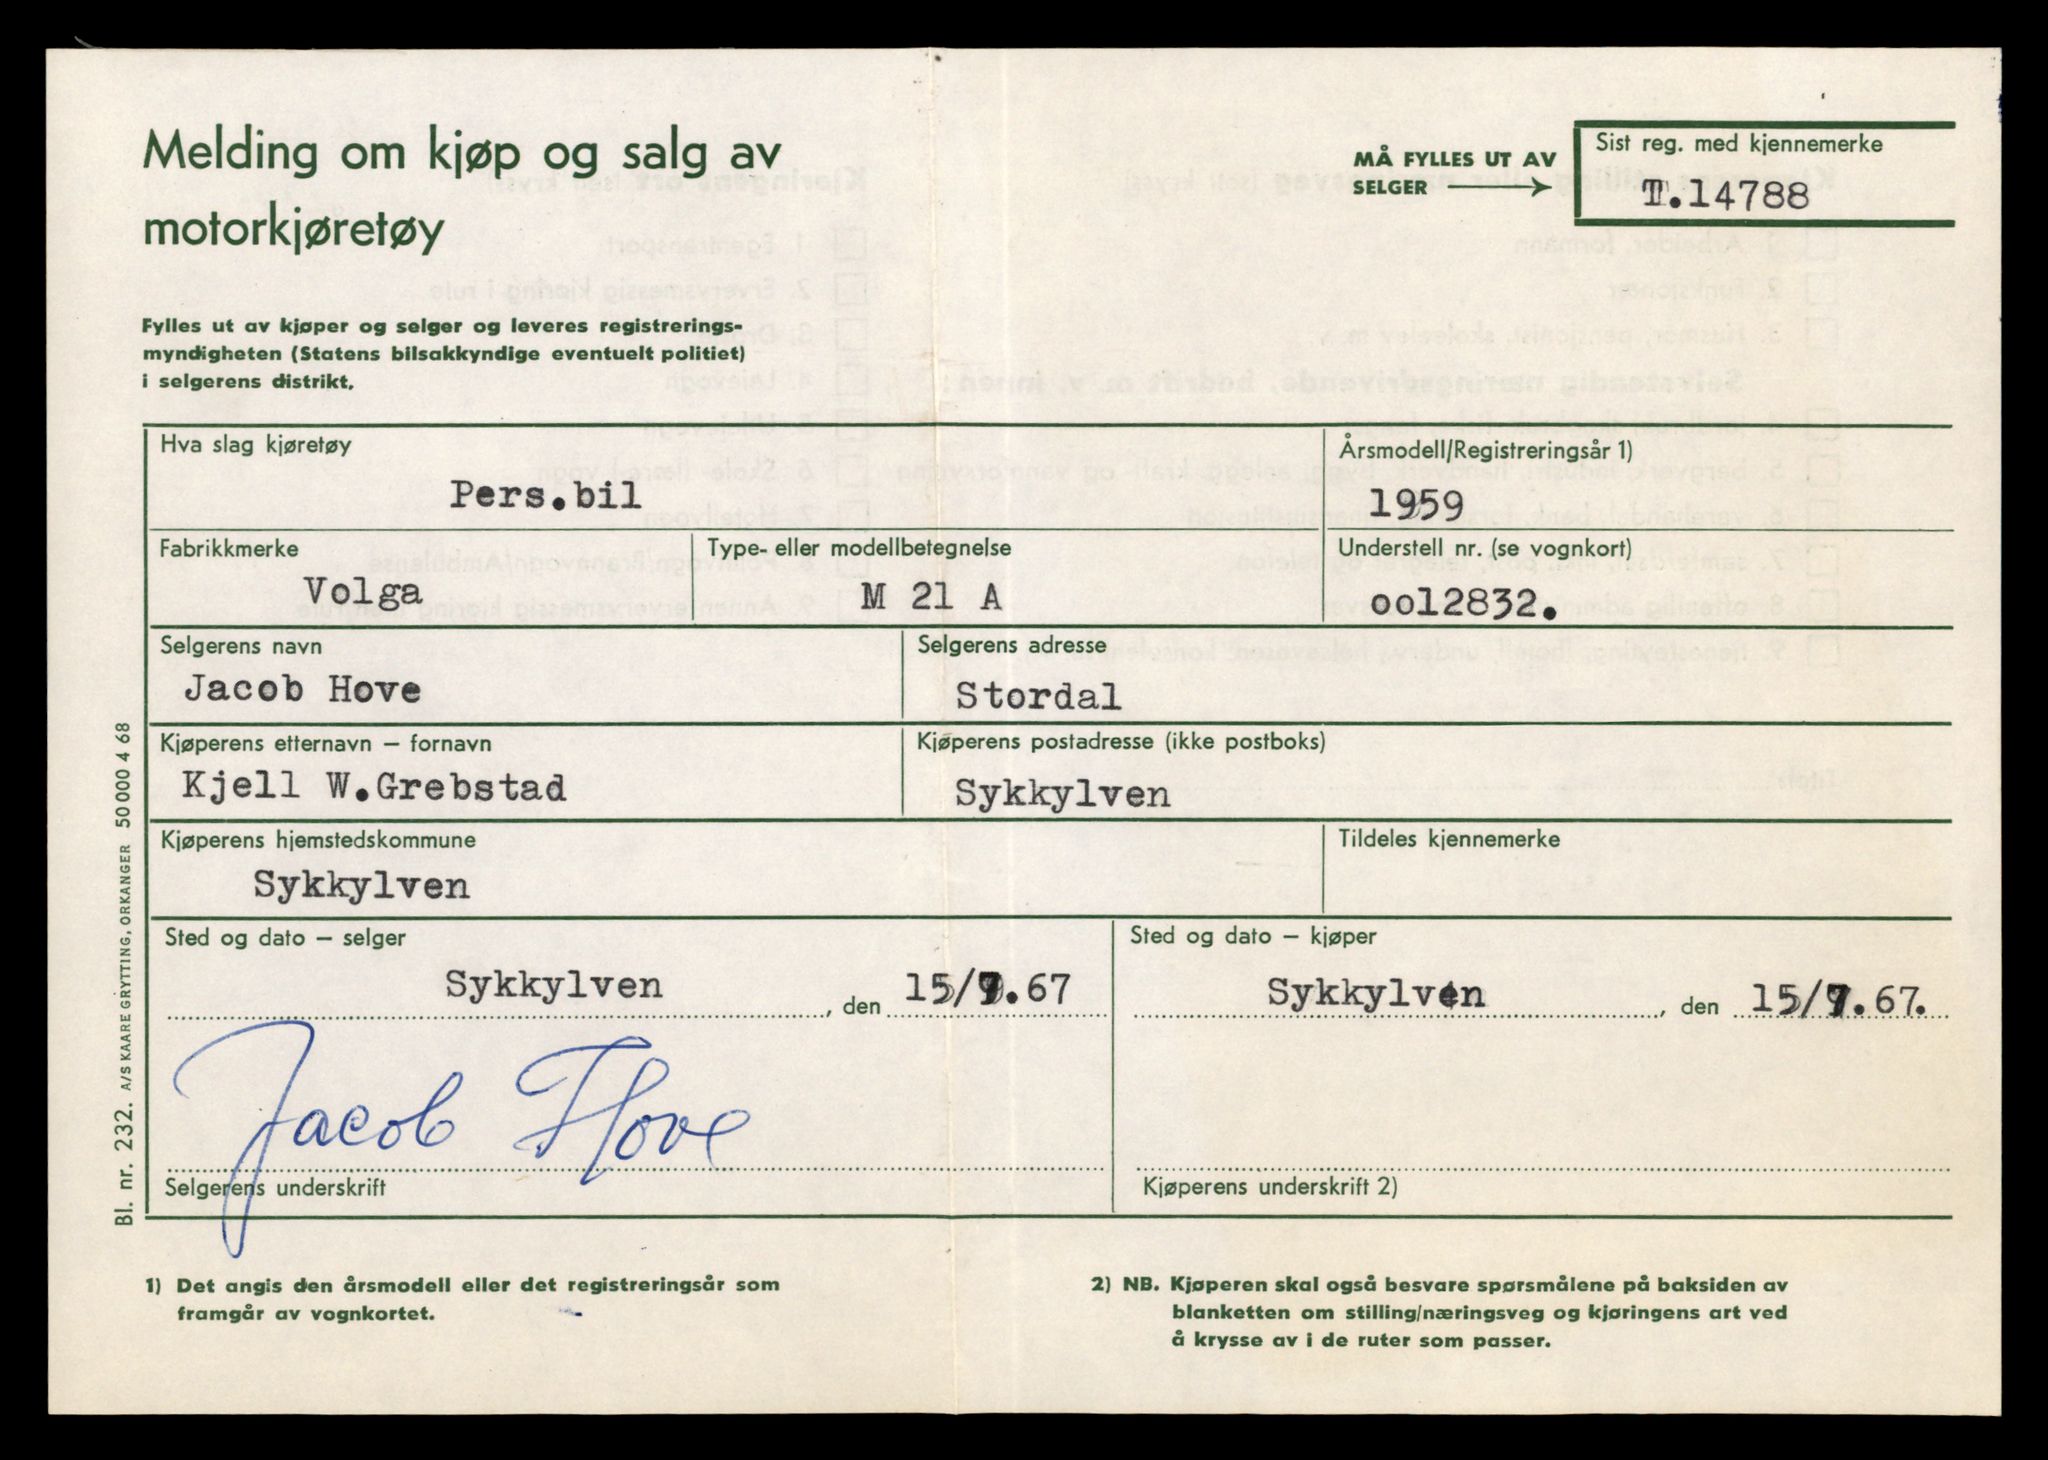 Melding om kjøp og salg av
motorkjøretøy
MÅ FYLLES UT AV
SELGER
Sist reg. med kjennemerke
T.14788
Fylles ut av kjøper og selger og leveres registrerings-
myndigheten (Statens bilsakkyndige eventuelt politiet)
i selgerens distrikt.
Hva slag kjøretøy
Pers.bil
Årsmodell/Registreringsår 1)
1959
Fabrikkmerke
Volga
Type- eller modellbetegnelse
M 21 A
Understell nr. (se vognkort)
oo12832.
Selgerens navn
Jacob Hove
Selgerens adresse
Stordal
Kjøperens etternavn – fornavn
Kjell W.Grebstad
Kjøperens postadresse (ikke postboks)
Sykkylven
Kjøperens hjemstedskommune
Sykkylven
Tildeles kjennemerke
Sted og dato – selger
Sykkylven, den 15/ .67
Sted og dato – kjøper
Sykkylven, den 15/ .67.
Jacob Hove
Selgerens underskrift
Kjøperens underskrift 2)
Bl. nr. 232. A/S KAARE GRYTTING, ORKANGER 50 000 4 68
1) Det angis den årsmodell eller det registreringsår som
framgår av vognkortet.
2) NB. Kjøperen skal også besvare spørsmålene på baksiden av
blanketten om stilling/næringsveg og kjøringens art ved
å krysse av i de ruter som passer.